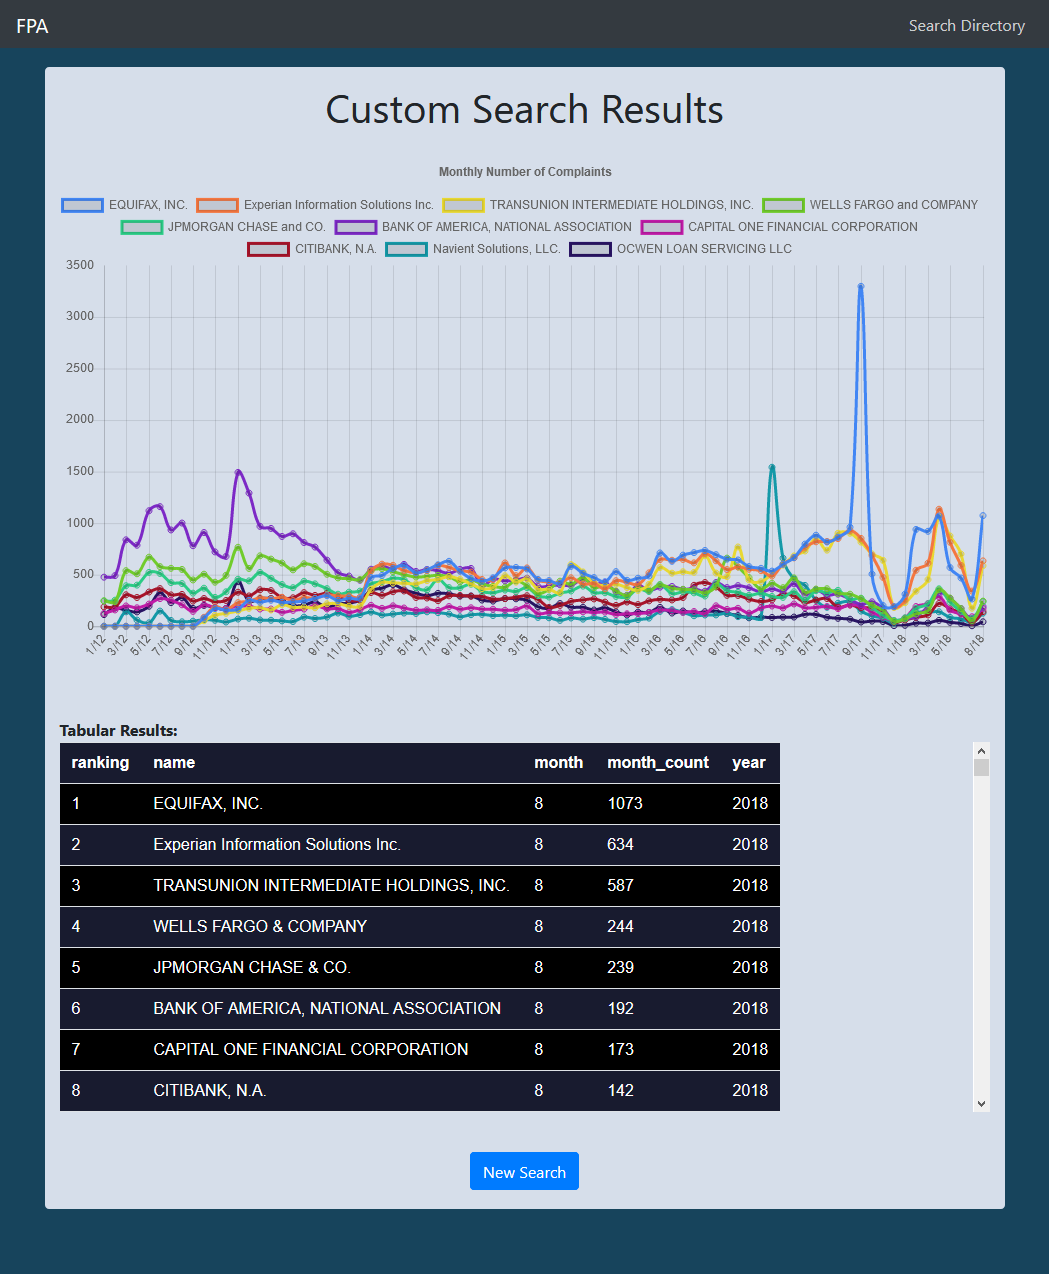 FPA Search Directory
Custom Search Results
Monthly Number of Complaints
EQUIFAX, INC. Experian Information Solutions Inc. TRANSUNION INTERMEDIATE HOLDINGS, INC. WELLS FARGO and COMPANY
JPMORGAN CHASE and CO. BANK OF AMERICA, NATIONAL ASSOCIATION CAPITAL ONE FINANCIAL CORPORATION
CITIBANK, N.A. Navient Solutions, LLC. OCWEN LOAN SERVICING LLC
3500
3000
2500
2000
1500
1000
500
0
1/12 3/12 5/12 7/12 9/12 11/12 1/13 3/13 5/13 7/13 9/13 11/13 1/14 3/14 5/14 7/14 9/14 11/14 1/15 3/15 5/15 7/15 9/15 11/15 1/16 3/16 5/16 7/16 9/16 11/16 1/17 3/17 5/17 7/17 9/17 11/17 1/18 3/18 5/18 8/18
Tabular Results:
ranking name month month_count year
1 EQUIFAX, INC. 8 1073 2018
2 Experian Information Solutions Inc. 8 634 2018
3 TRANSUNION INTERMEDIATE HOLDINGS, INC. 8 587 2018
4 WELLS FARGO & COMPANY 8 244 2018
5 JPMORGAN CHASE & CO. 8 239 2018
6 BANK OF AMERICA, NATIONAL ASSOCIATION 8 192 2018
7 CAPITAL ONE FINANCIAL CORPORATION 8 173 2018
8 CITIBANK, N.A. 8 142 2018
New Search